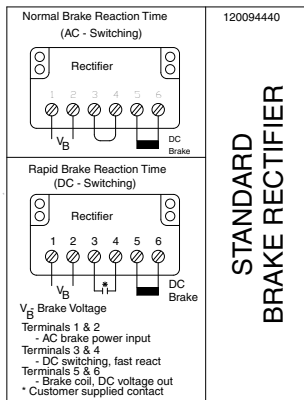 Normal Brake Reaction Time
(AC - Switching)
Rectifier
1 2 3 4 5 6
VB
DC
Brake
Rapid Brake Reaction Time
(DC - Switching)
Rectifier
1 2 3 4 5 6
*
VB
DC
Brake
VB- Brake Voltage
Terminals 1 & 2
- AC brake power input
Terminals 3 & 4
- DC switching, fast react
Terminals 5 & 6
- Brake coil, DC voltage out
* Customer supplied contact
120094440
STANDARD
BRAKE RECTIFIER